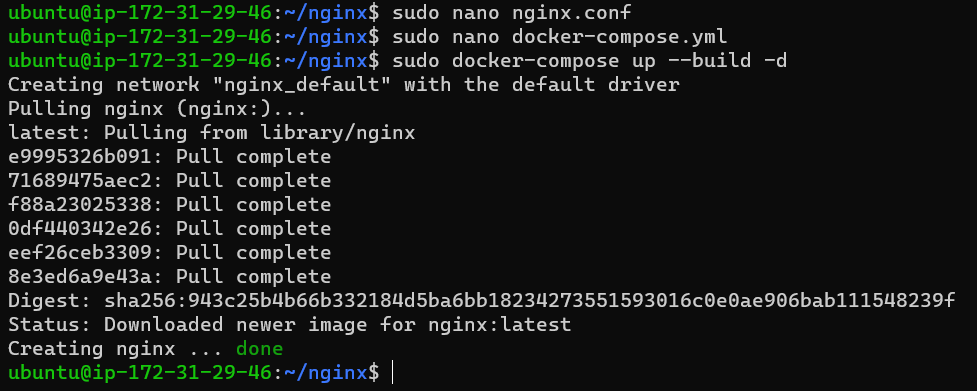 ubuntu@ip-172-31-29-46:~/nginx$ sudo nano nginx.conf
ubuntu@ip-172-31-29-46:~/nginx$ sudo nano docker-compose.yml
ubuntu@ip-172-31-29-46:~/nginx$ sudo docker-compose up --build -d
Creating network "nginx_default" with the default driver
Pulling nginx (nginx:)...
latest: Pulling from library/nginx
e9995326b091: Pull complete
71689475aec2: Pull complete
f88a23025338: Pull complete
0df440342e26: Pull complete
eef26ceb3309: Pull complete
8e3ed6a9e43a: Pull complete
Digest: sha256:943c25b4b66b332184d5ba6bb18234273551593016c0e0ae906bab111548239f
Status: Downloaded newer image for nginx:latest
Creating nginx ... done
ubuntu@ip-172-31-29-46:~/nginx$